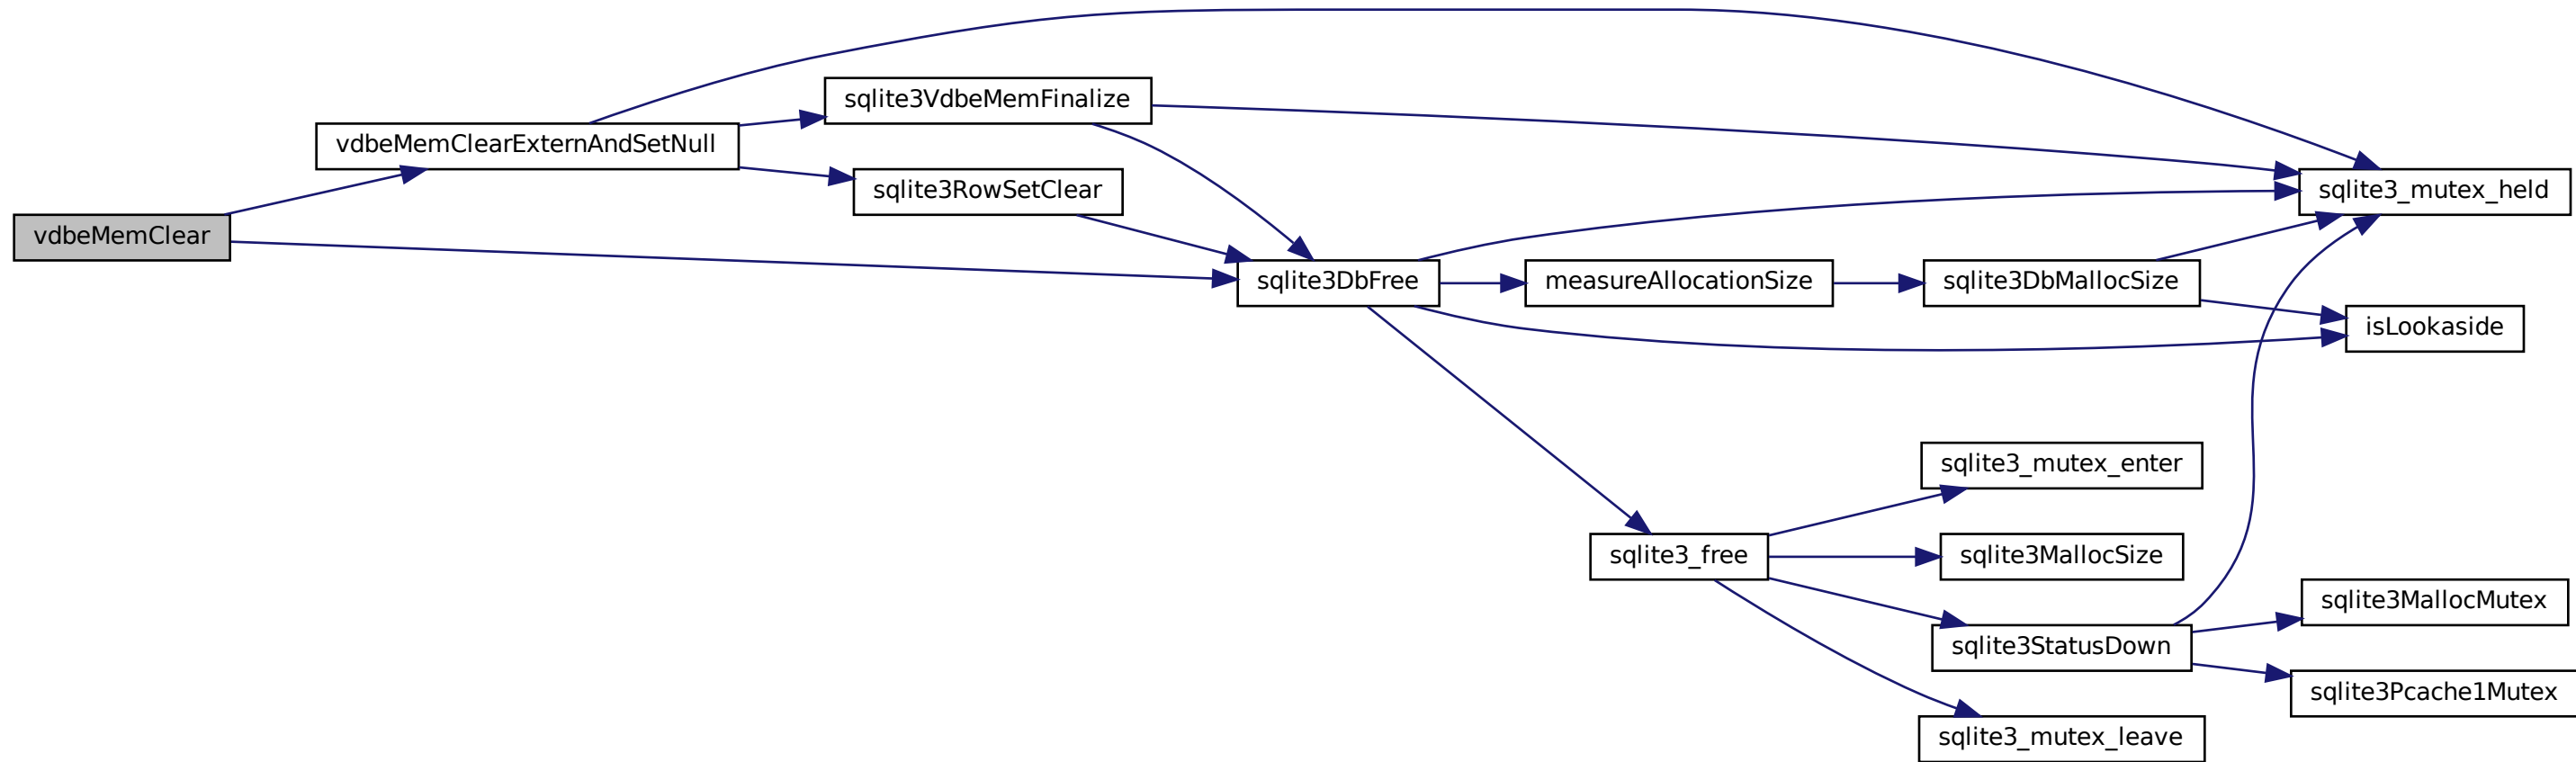 sqlite3VdbeMemFinalize
vdbeMemClearExternAndSetNull
sqlite3RowSetClear
sqlite3_mutex_held
vdbeMemClear
sqlite3DbFree
measureAllocationSize
sqlite3DbMallocSize
isLookaside
sqlite3_mutex_enter
sqlite3_free
sqlite3MallocSize
sqlite3MallocMutex
sqlite3StatusDown
sqlite3Pcache1Mutex
sqlite3_mutex_leave